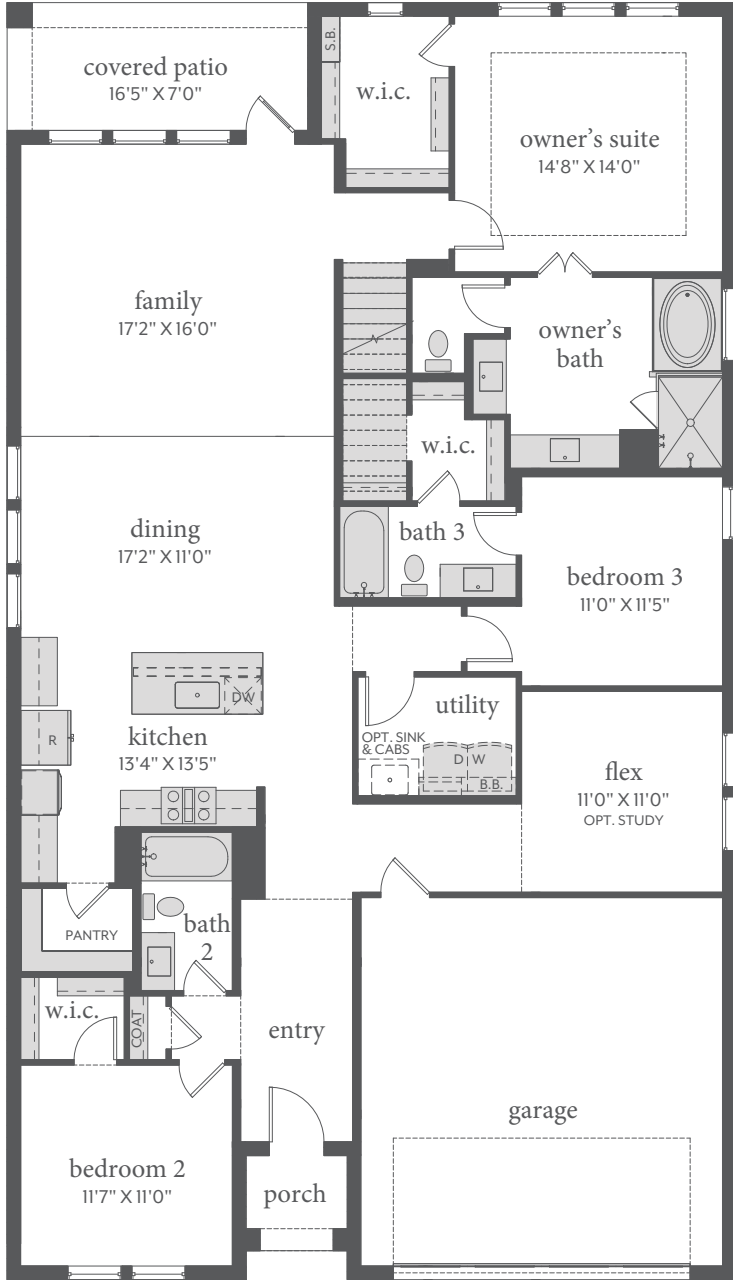 covered patio
16'5" X 7'0"
S.B.
w.i.c.
owner's suite
14'8" X 14'0"
family
17'2" X 16'0"
owner's
bath
w.i.c.
dining
17'2" X 11'0"
bath 3
bedroom 3
11'0" X 11'5"
DW
R
kitchen
13'4" X 13'5"
utility
OPT. SINK
& CABS
D W
B.B.
flex
11'0" X 11'0"
OPT. STUDY
PANTRY
bath
2
w.i.c.
COAT
entry
garage
bedroom 2
11'7" X 11'0"
porch